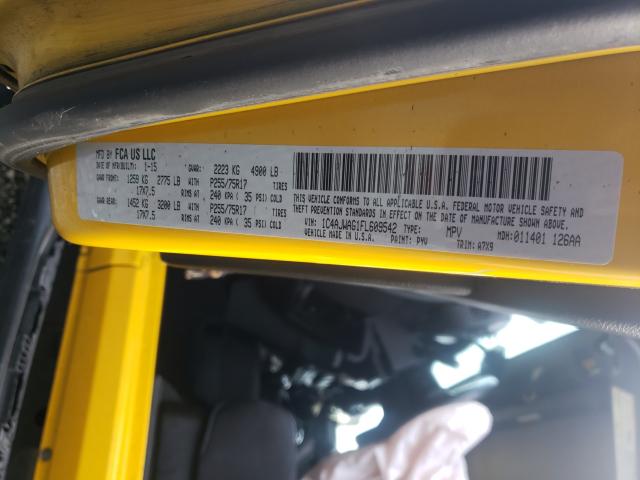 MFD BY FCA US LLC
DATE OF MFR(BUILT): 1-15 GVWR: 2223 KG 4900 LB
GAWR FRONT: 1259 KG 2775 LB WITH P255/75R17 TIRES
17X7.5 RIMS AT 240 KPA ( 35 PSI) COLD
GAWR REAR: 1452 KG 3200 LB WITH P255/75R17 TIRES
17X7.5 RIMS AT 240 KPA ( 35 PSI) COLD
THIS VEHICLE CONFORMS TO ALL APPLICABLE U.S.A. FEDERAL MOTOR VEHICLE SAFETY AND
THEFT PREVENTION STANDARDS IN EFFECT ON THE DATE OF MANUFACTURE SHOWN ABOVE.
VIN: 1C4AJWAG1FL609542 MPV MDH:011401 126AA
VEHICLE MADE IN U.S.A. PAINT: PYV TRIM: A7X9